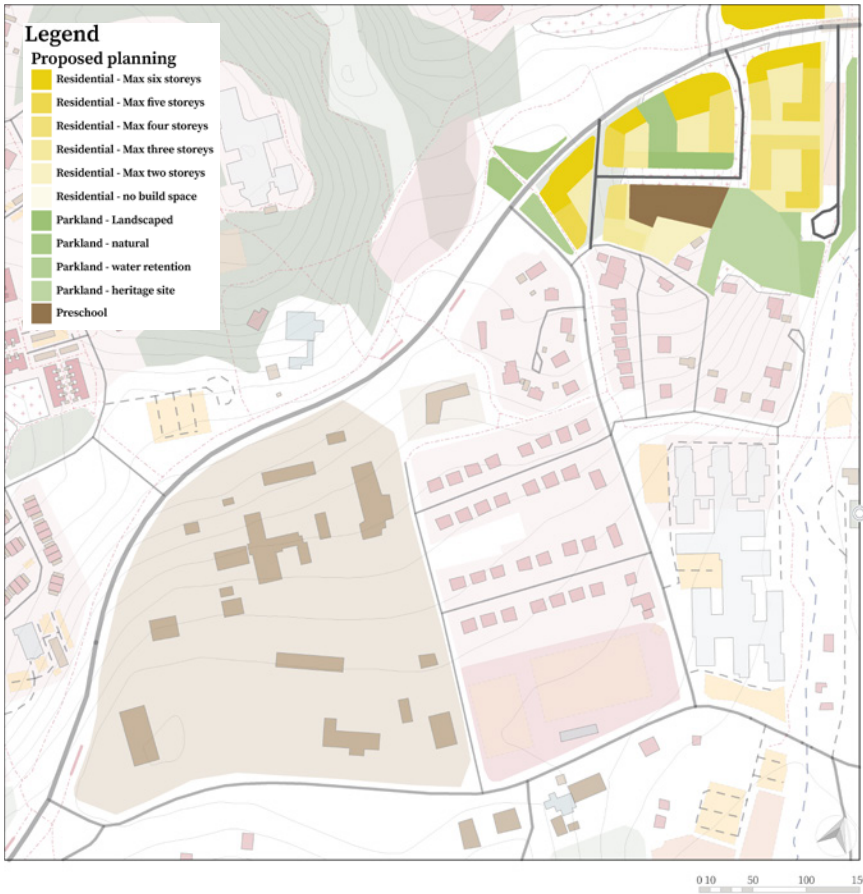 Legend
Proposed planning
Residential - Max six storeys
Residential - Max five storeys
Residential - Max four storeys
Residential - Max three storeys
Residential - Max two storeys
Residential - no build space
Parkland - Landscaped
Parkland - natural
Parkland - water retention
Parkland - heritage site
Preschool
0 10 50 100 15